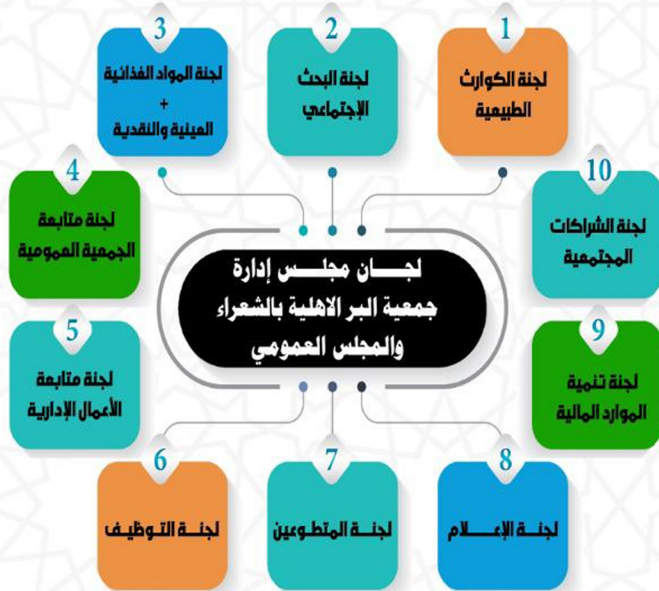 لجان مجلس إدارة
جمعية البر الاهلية بالشعراء
والمجلس العمومي
1
لجنة الكوارث
الطبيعية
2
لجنة البحث
الإجتماعي
3
لجنة المواد الغذائية
+
العينية والنقدية
4
لجنة متابعة
الجمعية العمومية
5
لجنة متابعة
الأعمال الإدارية
6
لجنة التوظيف
7
لجنة المتطوعين
8
لجنة الإعلام
9
لجنة تنمية
الموارد المالية
10
لجنة الشراكات
المجتمعية